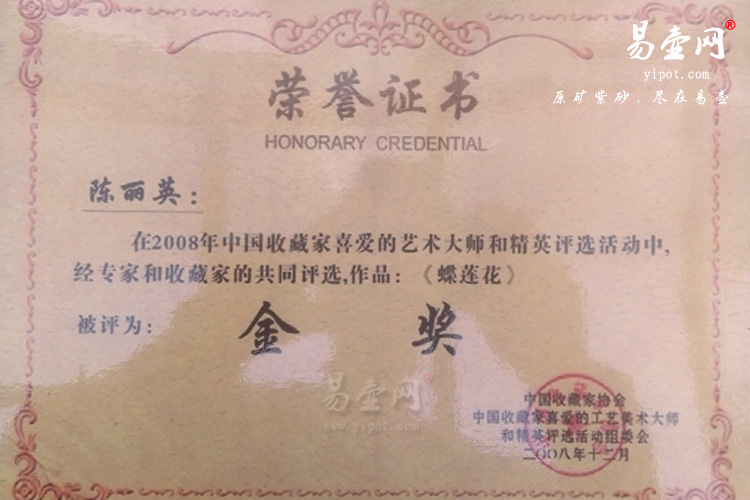 易壶网®
yipot.com
原矿紫砂，尽在易壶
荣誉证书
HONORARY CREDENTIAL
陈丽英：
在2008年中国收藏家喜爱的艺术大师和精英评选活动中,
经专家和收藏家的共同评选,作品：《蝶莲花》
被评为：金奖
易壶网
www.yipot.com
中国收藏家协会
中国收藏家喜爱的工艺美术大师
和精英评选活动组委会
二〇〇八年十二月